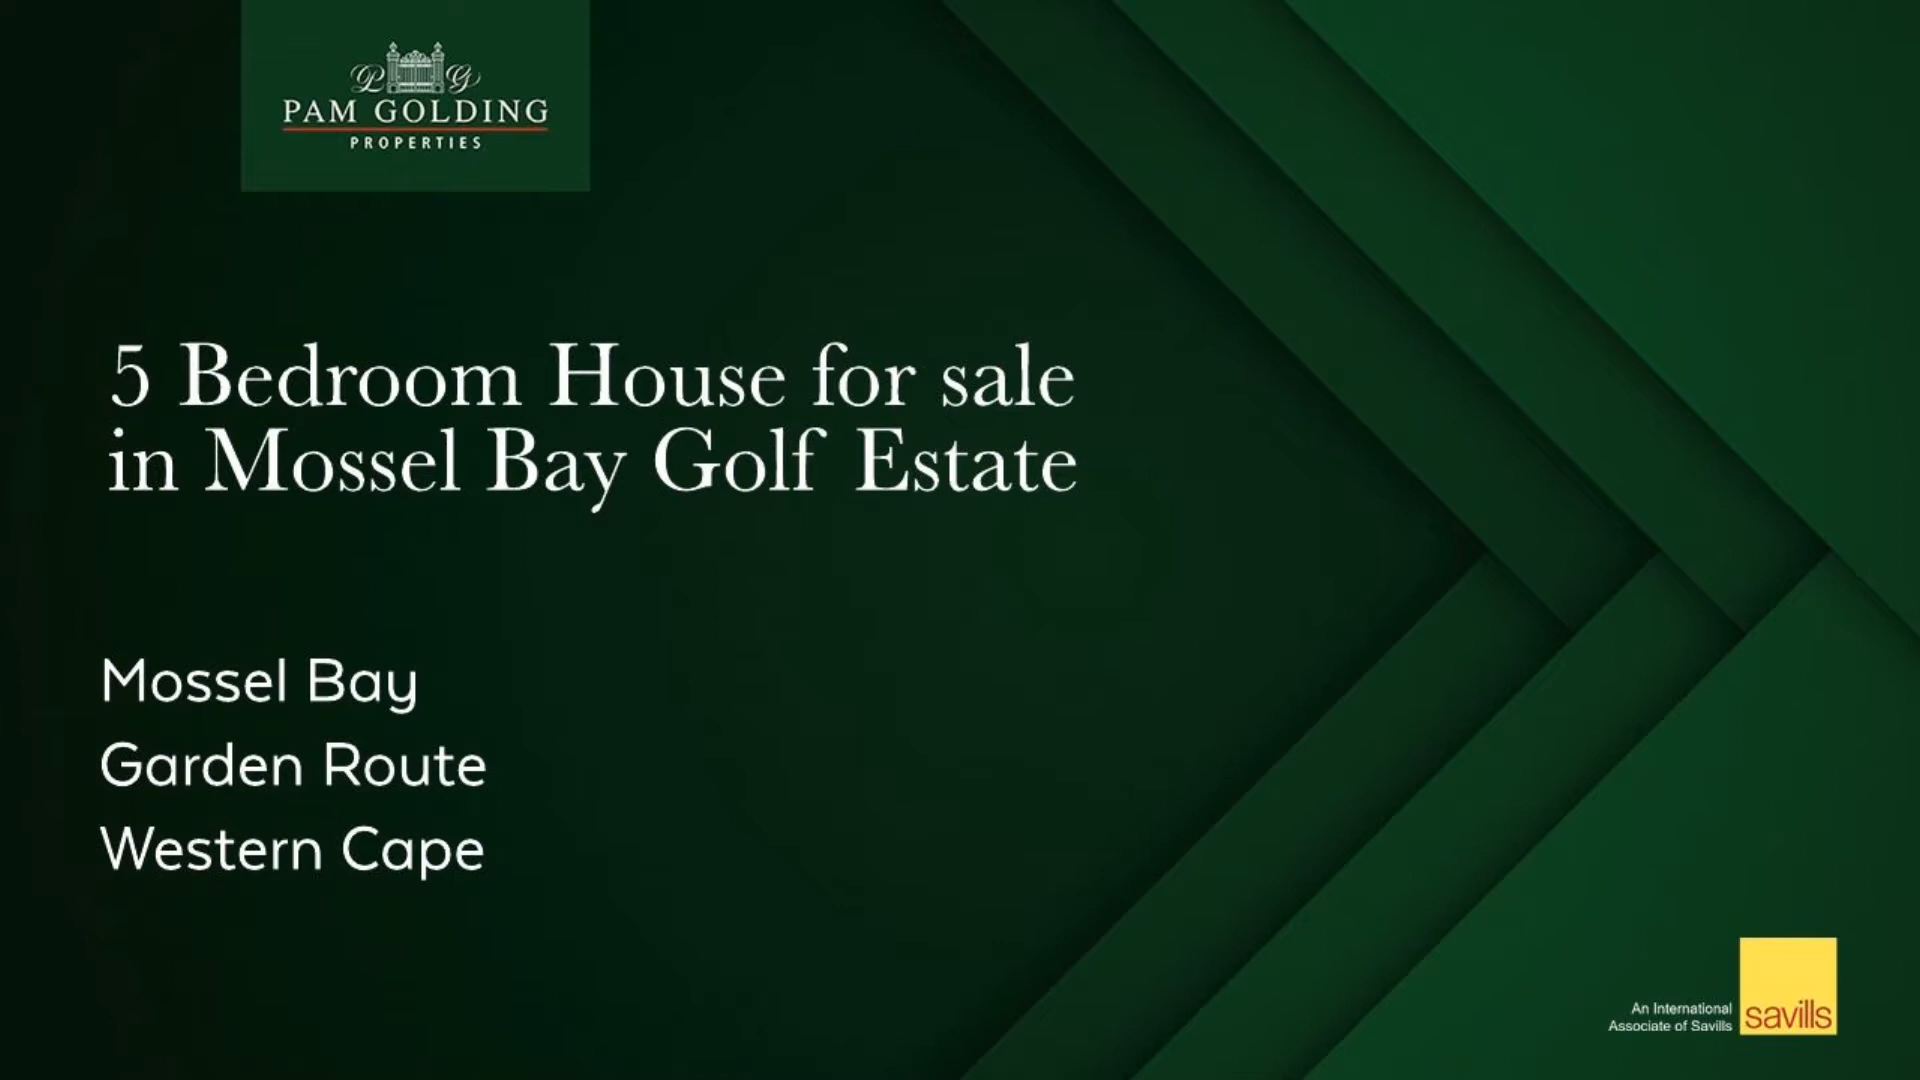 P G
PAM GOLDING
PROPERTIES
5 Bedroom House for sale
in Mossel Bay Golf Estate
Mossel Bay
Garden Route
Western Cape
An International
Associate of Savills
savills